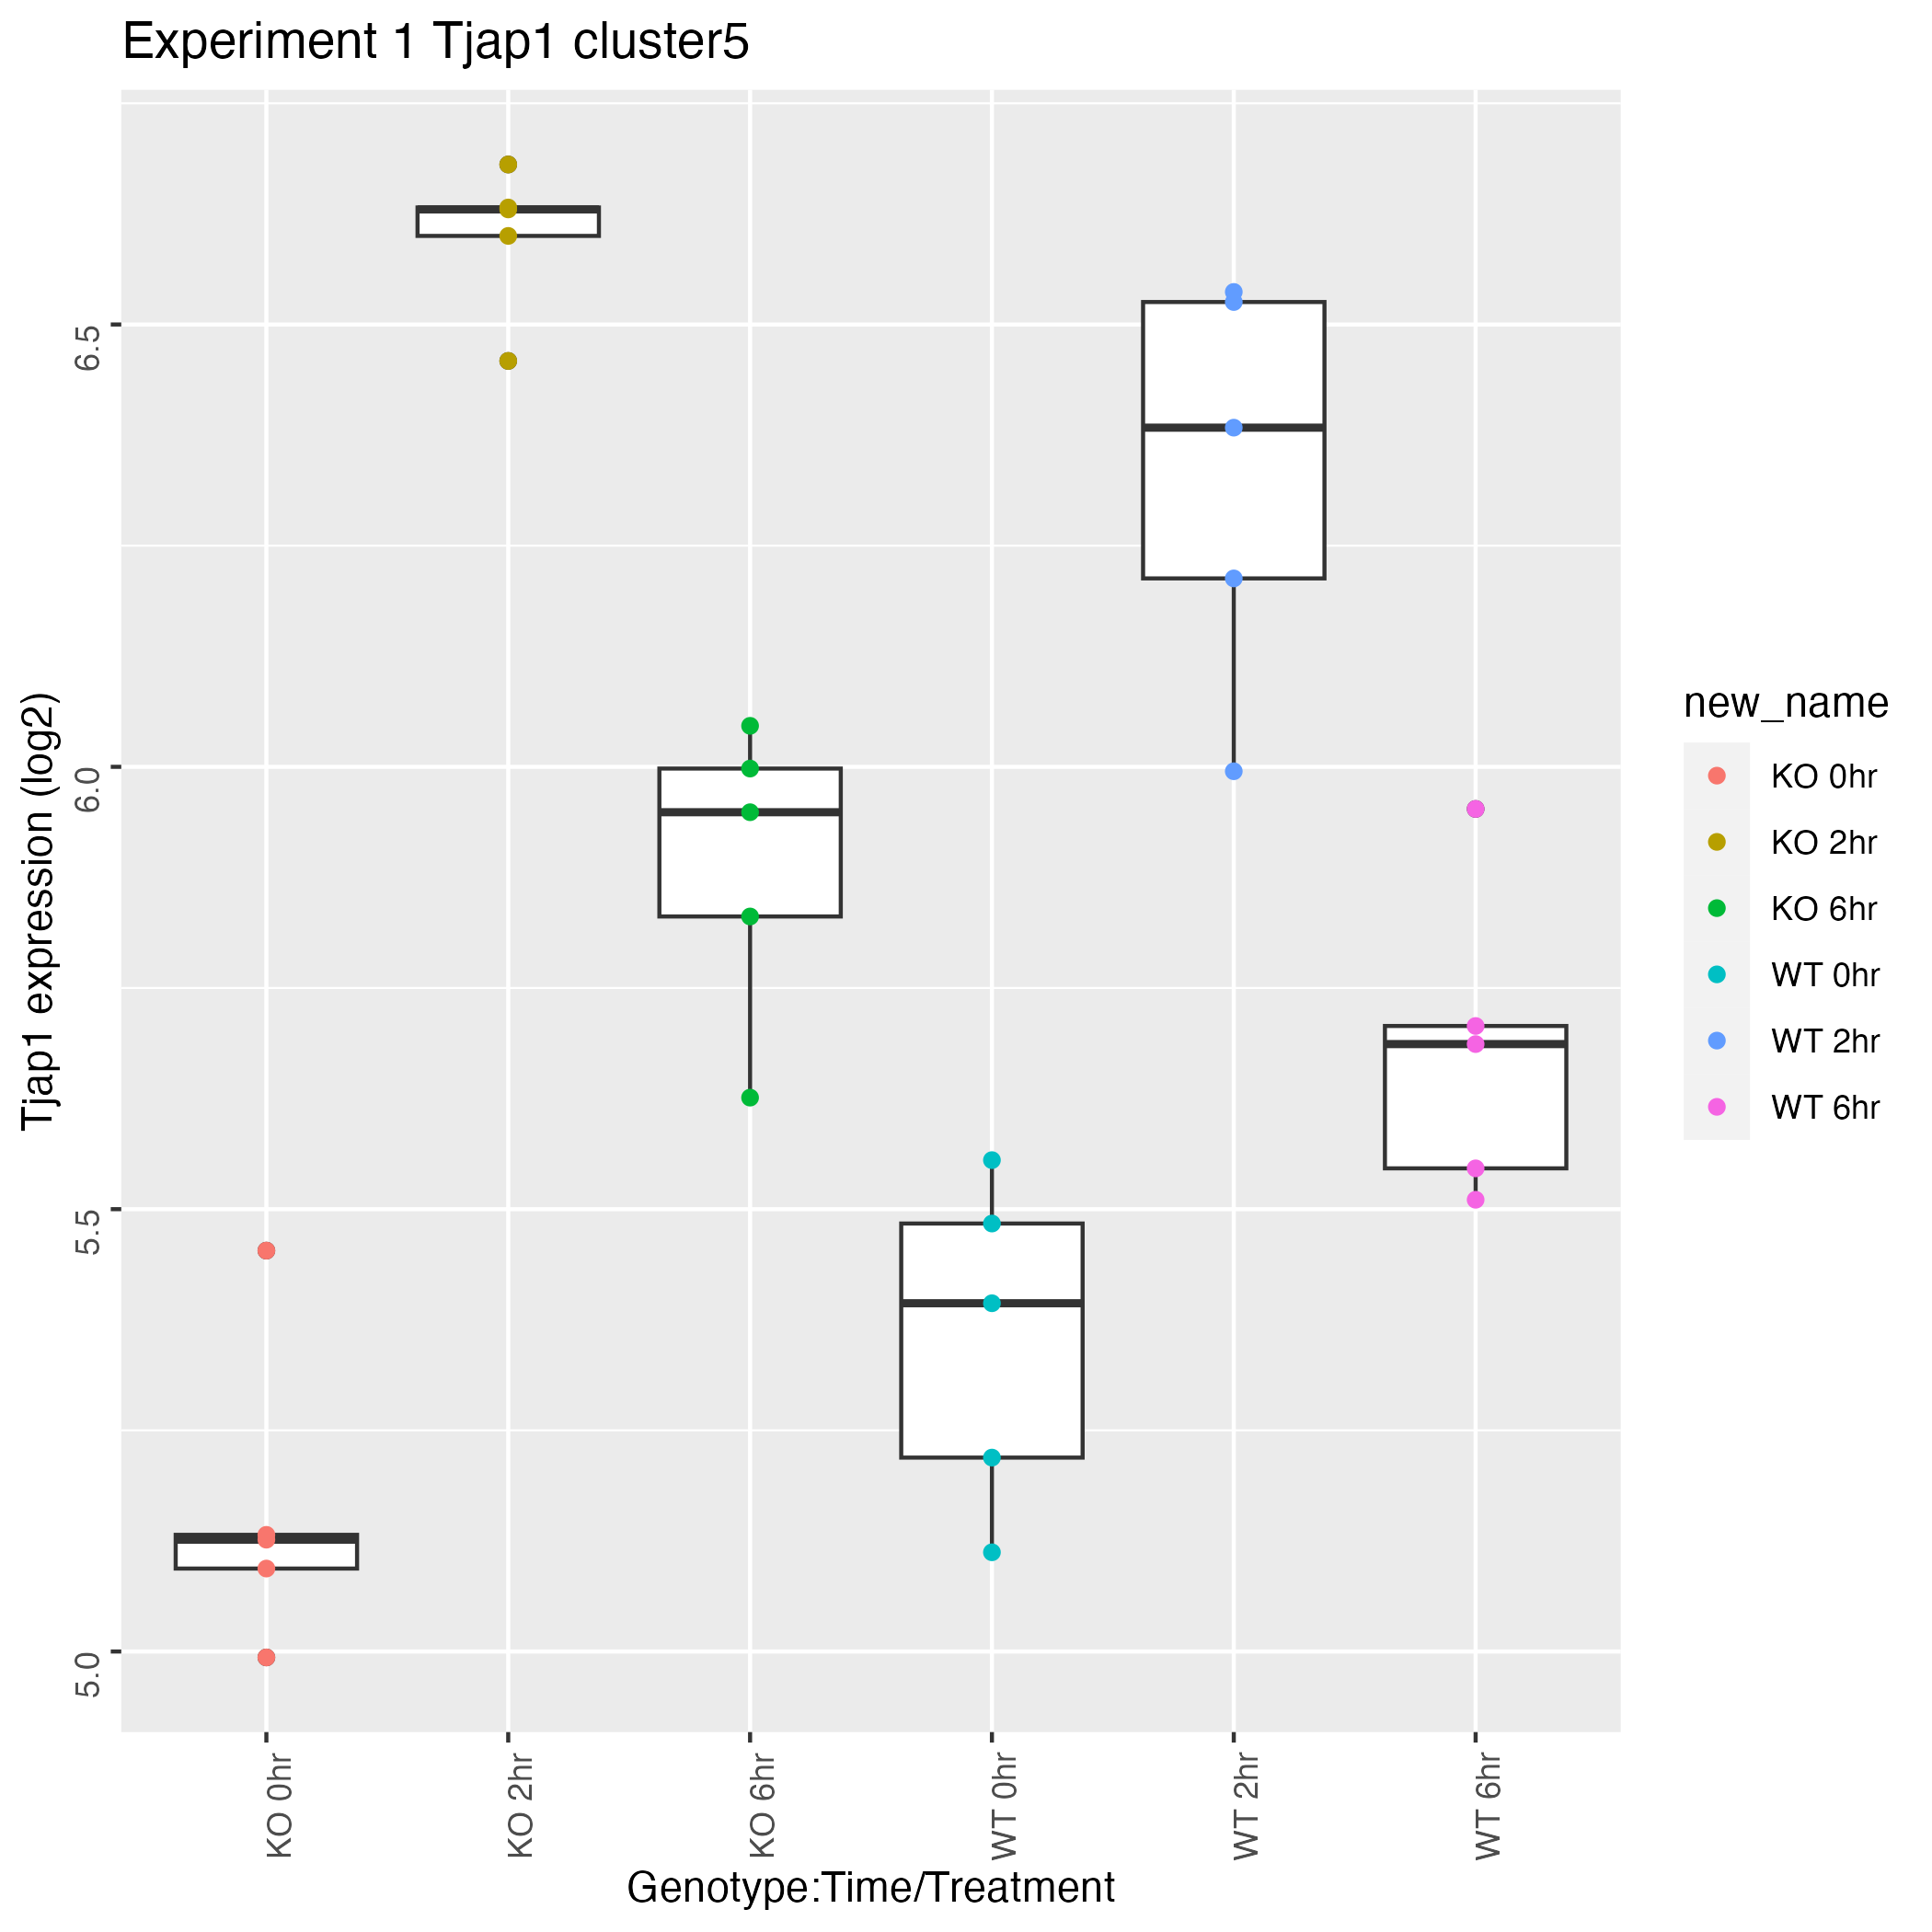 Experiment 1 Tjap1 cluster5
Tjap1 expression (log2)
6.5
6.0
5.5
5.0
KO 0hr
KO 2hr
KO 6hr
WT 0hr
WT 2hr
WT 6hr
Genotype:Time/Treatment
new_name
KO 0hr
KO 2hr
KO 6hr
WT 0hr
WT 2hr
WT 6hr